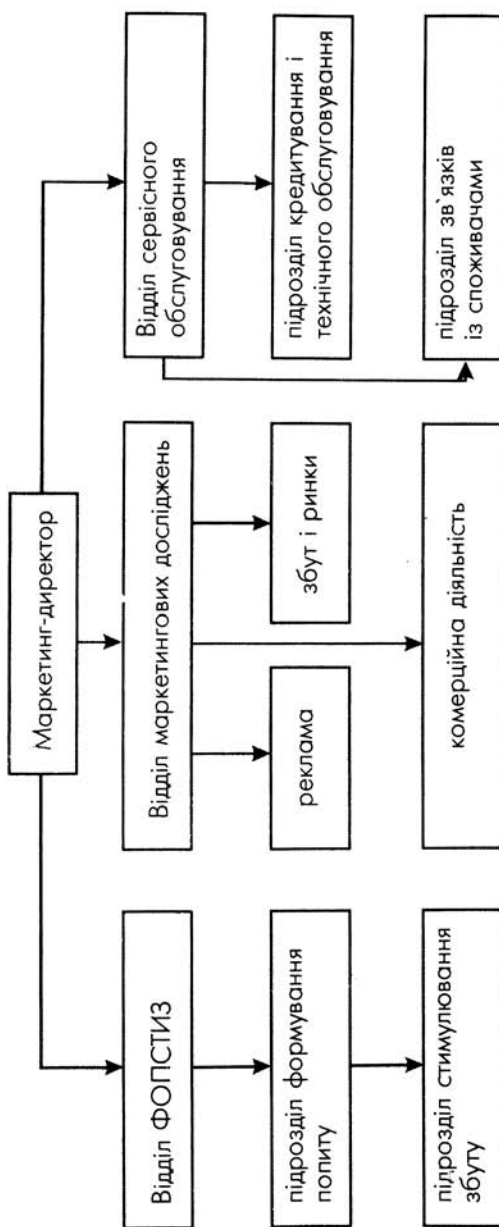 Маркетинг-директор
Відділ ФОПСТИЗ
Відділ маркетингових досліджень
Відділ сервісного
обслуговування
підрозділ формування
попиту
реклама
збут і ринки
підрозділ кредитування і
технічного обслуговування
підрозділ стимулювання
збуту
комерційна діяльність
підрозділ зв`язків
із споживачами